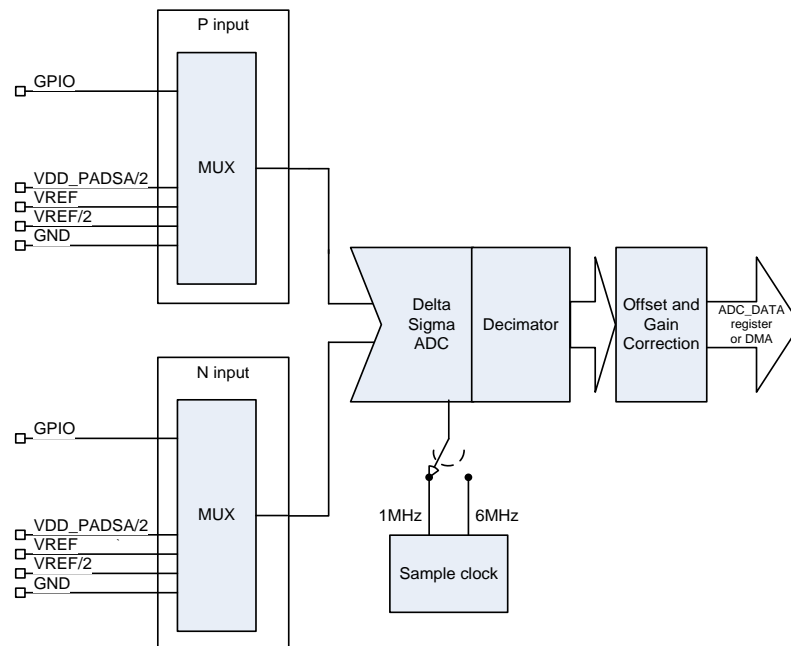 P input
GPIO
MUX
VDD_PADSA/2
VREF
VREF/2
GND
Delta
Sigma
ADC
Decimator
Offset and
Gain
Correction
ADC_DATA
register
or DMA
N input
GPIO
MUX
VDD_PADSA/2
VREF
VREF/2
GND
1MHz
6MHz
Sample clock